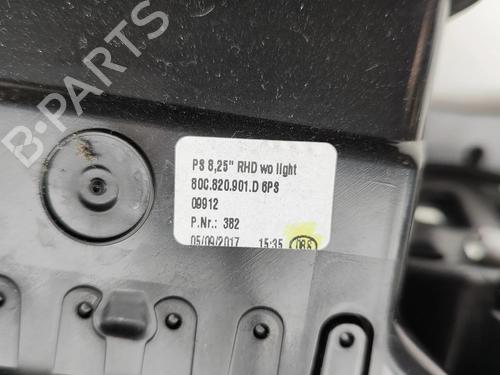 B-PARTS
PS 8,25" RHD wo light
80C.820.901.D 6PS
09912
P.Nr.: 382
05/09/2017 15:35